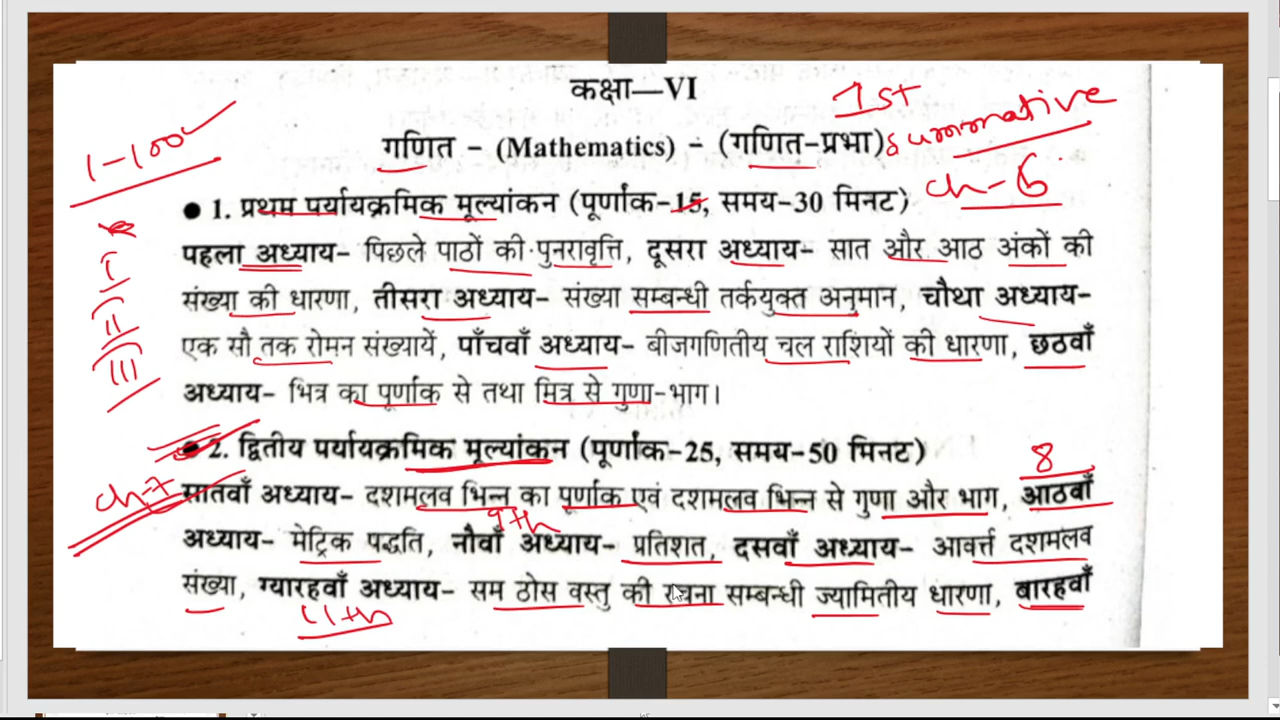 कक्षा—VI
1st
गणित - (Mathematics) - (गणित-प्रभा)
summative
1-100
ch-6
● 1. प्रथम पर्यायक्रमिक मूल्यांकन (पूर्णांक-15, समय-30 मिनट)
पहला अध्याय- पिछले पाठों की पुनरावृत्ति, दूसरा अध्याय- सात और आठ अंकों की
I
संख्या की धारणा, तीसरा अध्याय- संख्या सम्बन्धी तर्कयुक्त अनुमान, चौथा अध्याय-
II
एक सौ तक रोमन संख्यायें, पाँचवाँ अध्याय- बीजगणितीय चल राशियों की धारणा, छठवाँ
III
अध्याय- भित्र का पूर्णाक से तथा मित्र से गुणा-भाग।
● 2. द्वितीय पर्यायक्रमिक मूल्यांकन (पूर्णांक-25, समय-50 मिनट)
8
ch-7
सातवाँ अध्याय- दशमलव भिन्न का पूर्णाक एवं दशमलव भिन्न से गुणा और भाग, आठवाँ
9th
अध्याय- मेट्रिक पद्धति, नौवाँ अध्याय- प्रतिशत, दसवाँ अध्याय- आवर्त्त दशमलव
संख्या, ग्यारहवाँ अध्याय- सम ठोस वस्तु की रचना सम्बन्धी ज्यामितीय धारणा, बारहवाँ
11th